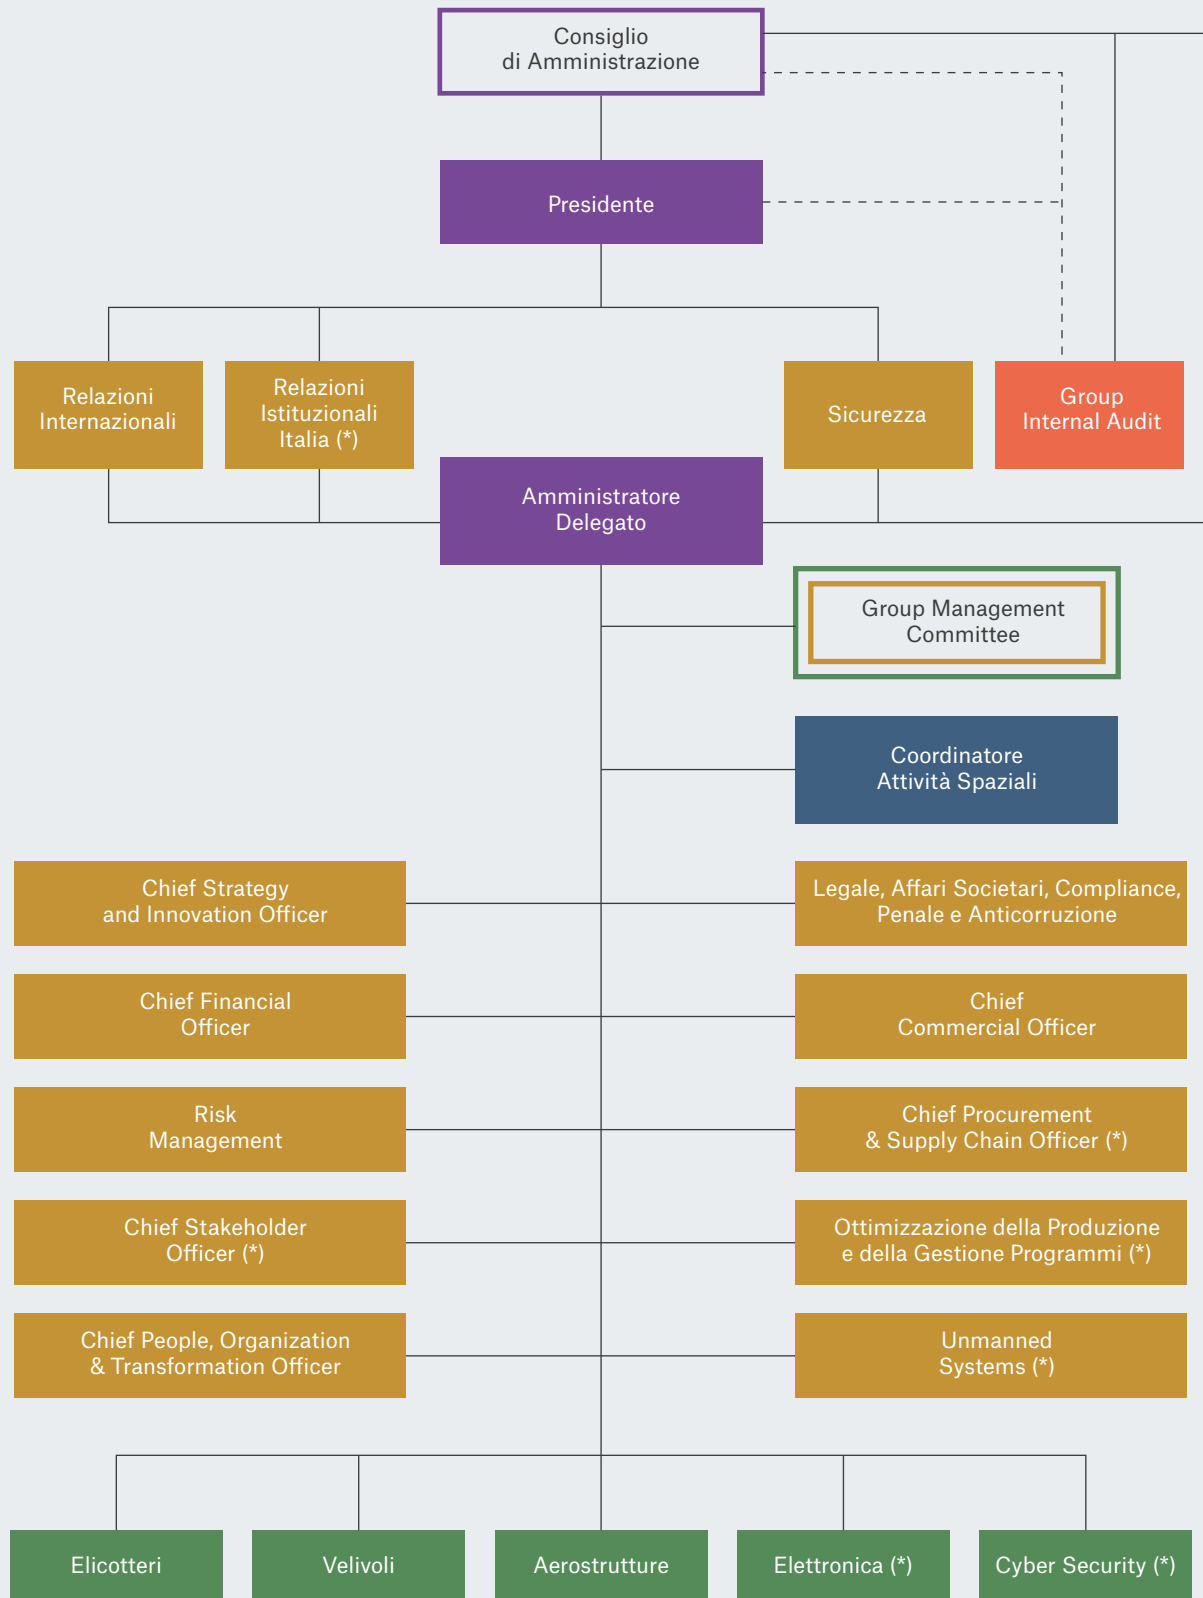 Consiglio
di Amministrazione
Presidente
Relazioni
Internazionali
Relazioni
Istituzionali
Italia (*)
Sicurezza
Group
Internal Audit
Amministratore
Delegato
Group Management
Committee
Coordinatore
Attività Spaziali
Chief Strategy
and Innovation Officer
Legale, Affari Societari, Compliance,
Penale e Anticorruzione
Chief Financial
Officer
Chief
Commercial Officer
Risk
Management
Chief Procurement
& Supply Chain Officer (*)
Chief Stakeholder
Officer (*)
Ottimizzazione della Produzione
e della Gestione Programmi (*)
Chief People, Organization
& Transformation Officer
Unmanned
Systems (*)
Elicotteri
Velivoli
Aerostrutture
Elettronica (*)
Cyber Security (*)